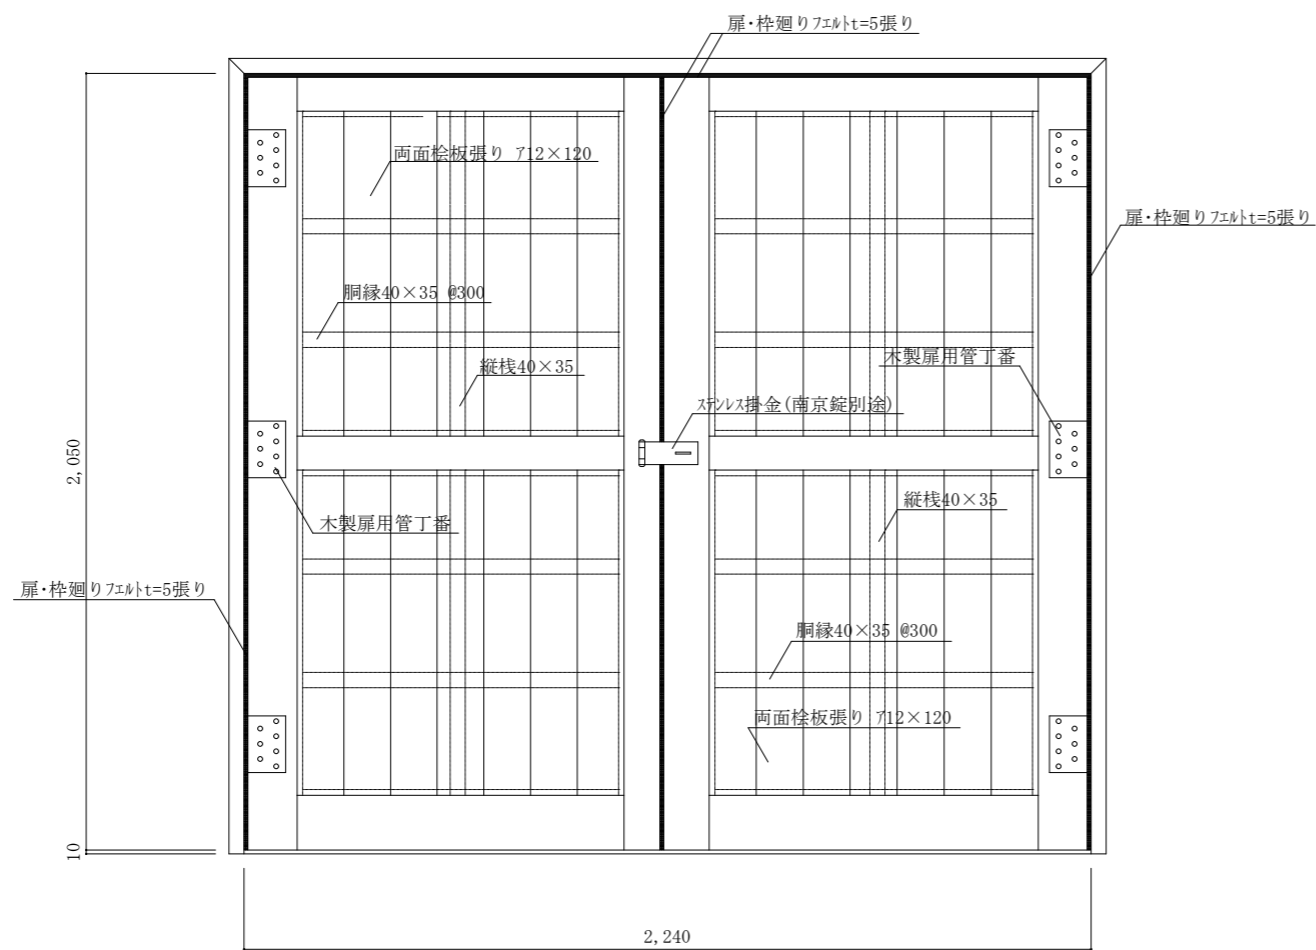 扉・枠廻りフエルトt=5張り
両面桧板張り ア12×120
扉・枠廻りフエルトt=5張り
胴縁40×35 @300
木製扉用管丁番
縦桟40×35
ステンレス掛金(南京錠別途)
2,050
縦桟40×35
木製扉用管丁番
扉・枠廻りフエルトt=5張り
胴縁40×35 @300
両面桧板張り ア12×120
10
2,240